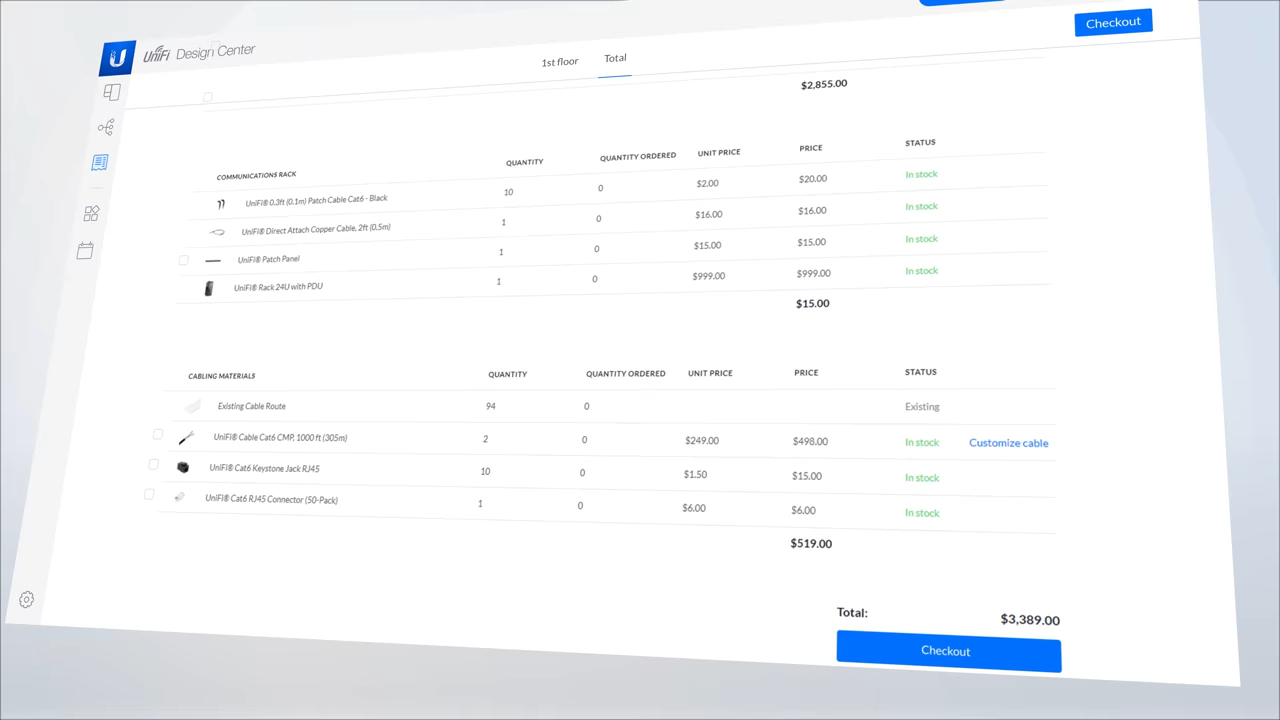 UniFi Design Center
1st floor Total
Checkout
$2,855.00
COMMUNICATIONS RACK QUANTITY QUANTITY ORDERED UNIT PRICE PRICE STATUS
UniFi® 0.3ft (0.1m) Patch Cable Cat6 - Black 10 0 $2.00 $20.00 In stock
UniFi® Direct Attach Copper Cable, 2ft (0.5m) 1 0 $16.00 $16.00 In stock
UniFi® Patch Panel 1 0 $15.00 $15.00 In stock
UniFi® Rack 24U with PDU 1 0 $999.00 $999.00 In stock
$15.00
CABLING MATERIALS QUANTITY QUANTITY ORDERED UNIT PRICE PRICE STATUS
Existing Cable Route 94 0 Existing
UniFi® Cable Cat6 CMP, 1000 ft (305m) 2 0 $249.00 $498.00 In stock Customize cable
UniFi® Cat6 Keystone Jack RJ45 10 0 $1.50 $15.00 In stock
UniFi® Cat6 RJ45 Connector (50-Pack) 1 0 $6.00 $6.00 In stock
$519.00
Total: $3,389.00
Checkout